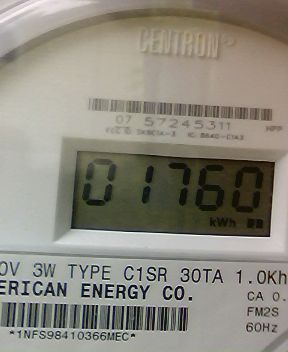 CENTRON®
07 57245311
01760
kWh
0V 3W TYPE C1SR 30TA 1.0Kh
ERICAN ENERGY CO. CA 0.
FM2S
*1NFS98410366MEC* 60Hz